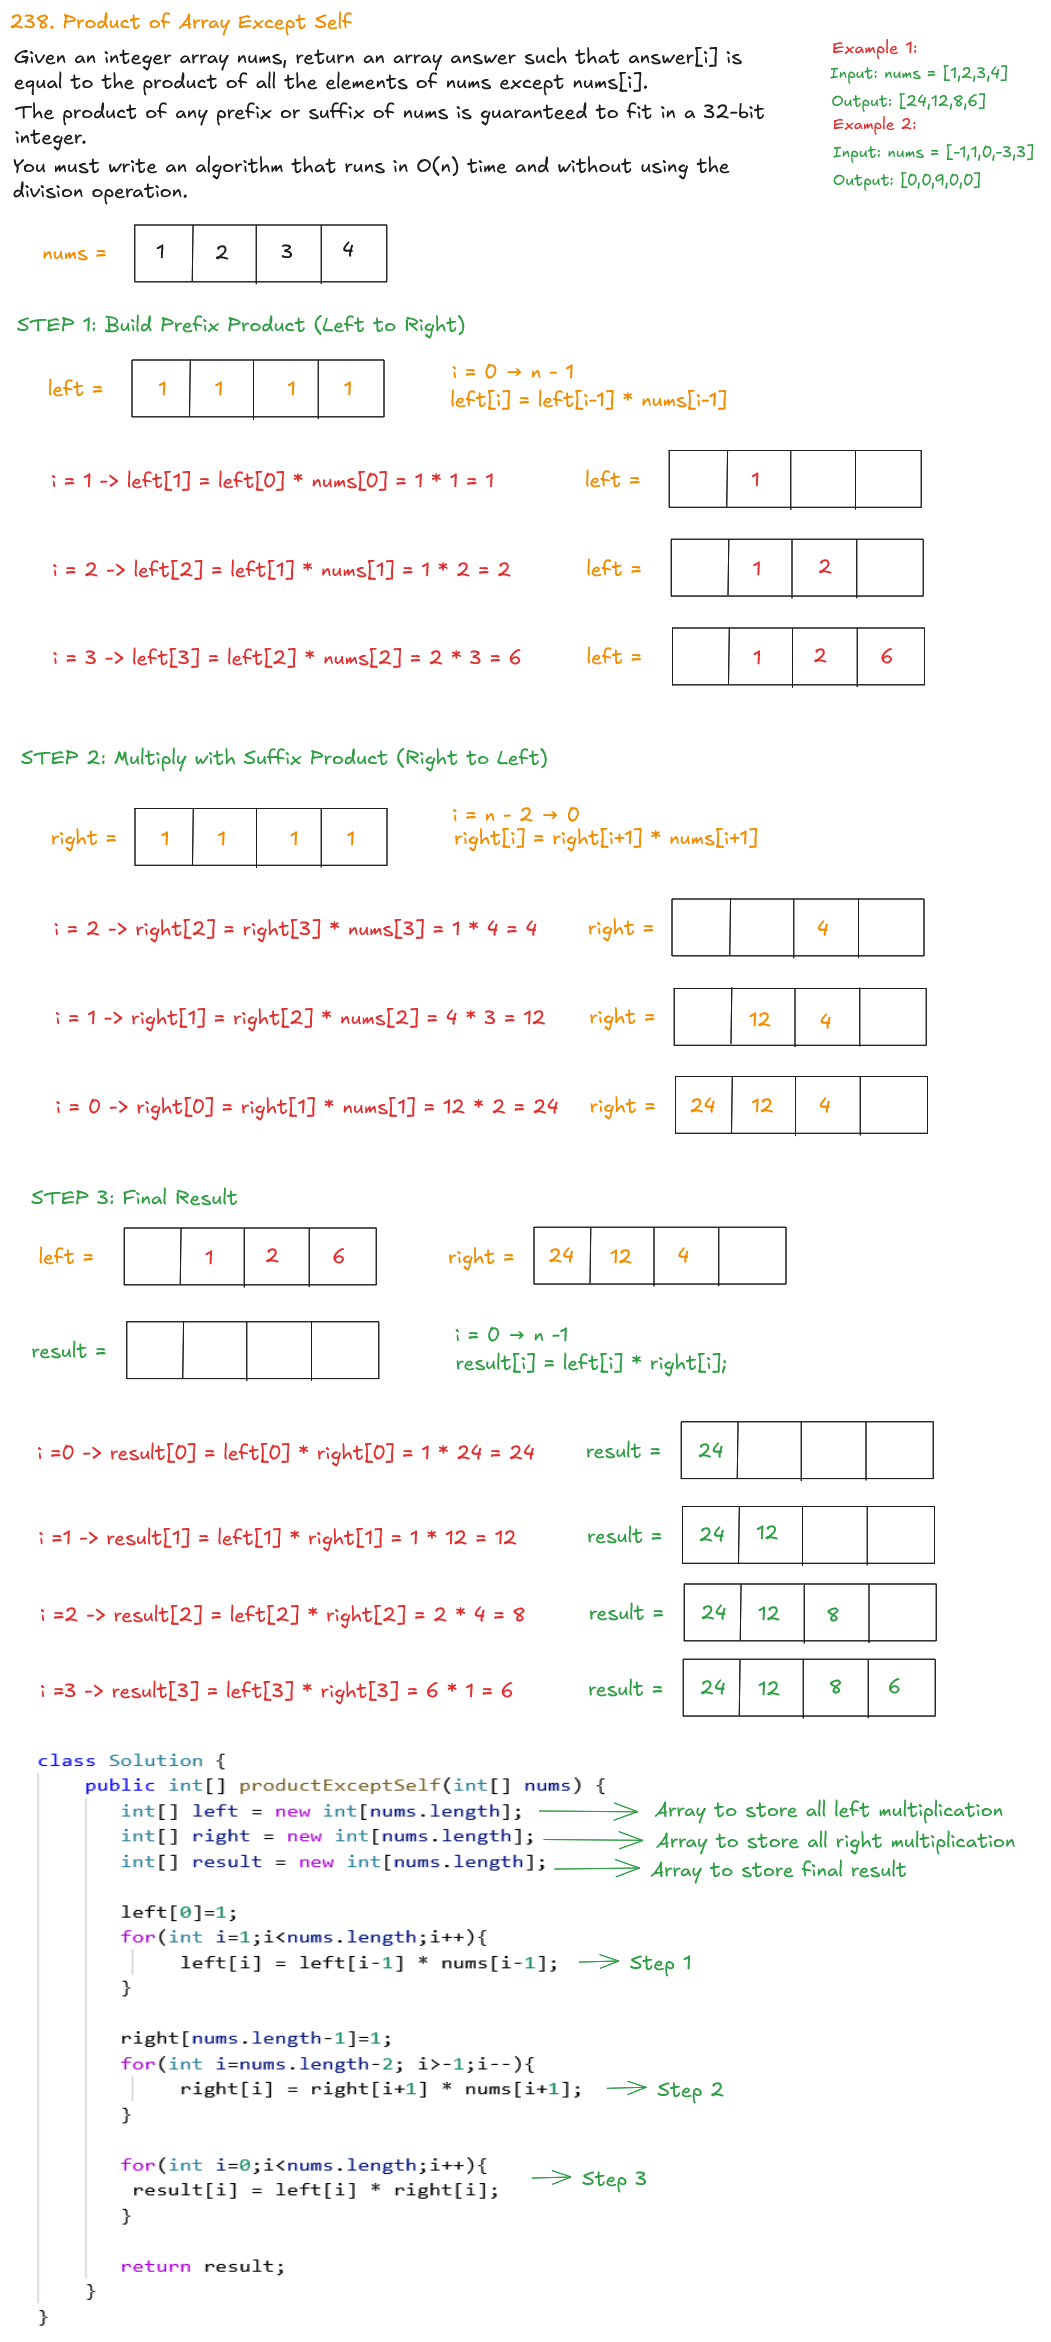 238. Product of Array Except Self
Given an integer array nums, return an array answer such that answer[i] is
equal to the product of all the elements of nums except nums[i].
The product of any prefix or suffix of nums is guaranteed to fit in a 32-bit
integer.
You must write an algorithm that runs in O(n) time and without using the
division operation.
Example 1:
Input: nums = [1,2,3,4]
Output: [24,12,8,6]
Example 2:
Input: nums = [-1,1,0,-3,3]
Output: [0,0,9,0,0]
nums = 1 2 3 4
STEP 1: Build Prefix Product (Left to Right)
left = 1 1 1 1
i = 0 → n - 1
left[i] = left[i-1] * nums[i-1]
i = 1 -> left[1] = left[0] * nums[0] = 1 * 1 = 1 left = 1
i = 2 -> left[2] = left[1] * nums[1] = 1 * 2 = 2 left = 1 2
i = 3 -> left[3] = left[2] * nums[2] = 2 * 3 = 6 left = 1 2 6
STEP 2: Multiply with Suffix Product (Right to Left)
right = 1 1 1 1
i = n - 2 → 0
right[i] = right[i+1] * nums[i+1]
i = 2 -> right[2] = right[3] * nums[3] = 1 * 4 = 4 right = 4
i = 1 -> right[1] = right[2] * nums[2] = 4 * 3 = 12 right = 12 4
i = 0 -> right[0] = right[1] * nums[1] = 12 * 2 = 24 right = 24 12 4
STEP 3: Final Result
left = 1 2 6 right = 24 12 4
result =
i = 0 → n -1
result[i] = left[i] * right[i];
i =0 -> result[0] = left[0] * right[0] = 1 * 24 = 24 result = 24
i =1 -> result[1] = left[1] * right[1] = 1 * 12 = 12 result = 24 12
i =2 -> result[2] = left[2] * right[2] = 2 * 4 = 8 result = 24 12 8
i =3 -> result[3] = left[3] * right[3] = 6 * 1 = 6 result = 24 12 8 6
class Solution {
public int[] productExceptSelf(int[] nums) {
int[] left = new int[nums.length]; Array to store all left multiplication
int[] right = new int[nums.length]; Array to store all right multiplication
int[] result = new int[nums.length]; Array to store final result
left[0]=1;
for(int i=1;i<nums.length;i++){
left[i] = left[i-1] * nums[i-1]; Step 1
}
right[nums.length-1]=1;
for(int i=nums.length-2; i>-1;i--){
right[i] = right[i+1] * nums[i+1]; Step 2
}
for(int i=0;i<nums.length;i++){
result[i] = left[i] * right[i]; Step 3
}
return result;
}
}